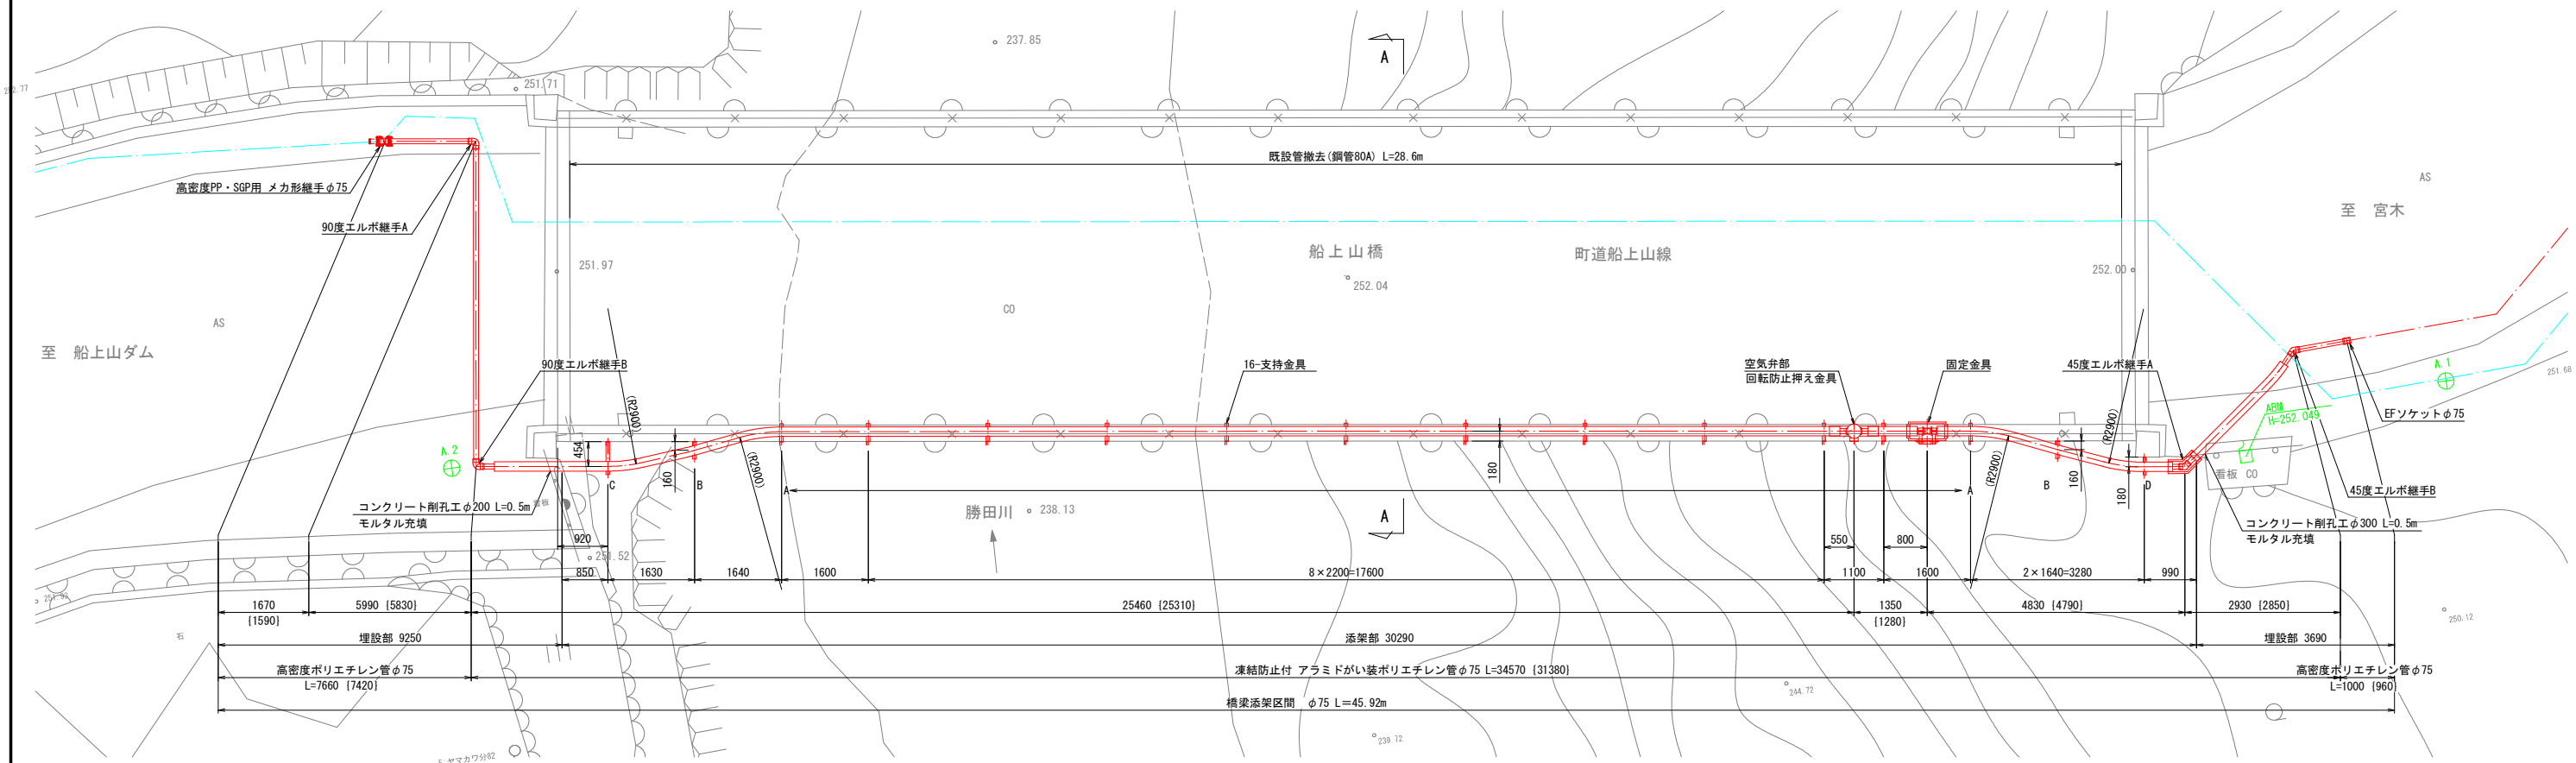 237.85
A
251.71
252.77
既設管撤去(鋼管80A) L=28.6m
高密度PP・SGP用 メカ形継手φ75
90度エルボ継手A
AS
至　宮木
船上山橋
町道船上山線
251.97
252.00
252.04
CO
AS
至　船上山ダム
90度エルボ継手B
16-支持金具
空気弁部
回転防止押え金具
固定金具
45度エルボ継手A
A.1
251.68
ABM
H=252.049
EFソケットφ75
(R2900)
(R2900)
A.2
454
160
(R2900)
180
(R2900)
160
180
C
B
A
A
B
D
看板 CO
45度エルボ継手B
コンクリート削孔工φ200 L=0.5m
モルタル充填
看板
勝田川
238.13
A
コンクリート削孔工φ300 L=0.5m
モルタル充填
920
251.52
550
800
850
1630
1640
1600
8×2200=17600
1100
1600
2×1640=3280
990
251.93
1670
{1590}
5990 {5830}
25460 {25310}
1350
{1280}
4830 {4790}
2930 {2850}
250.12
石
埋設部 9250
添架部 30290
埋設部 3690
高密度ポリエチレン管φ75
L=7660 {7420}
凍結防止付 アラミドがい装ポリエチレン管φ75 L=34570 {31380}
高密度ポリエチレン管φ75
L=1000 {960}
244.72
橋梁添架区間　φ75 L=45.92m
239.72